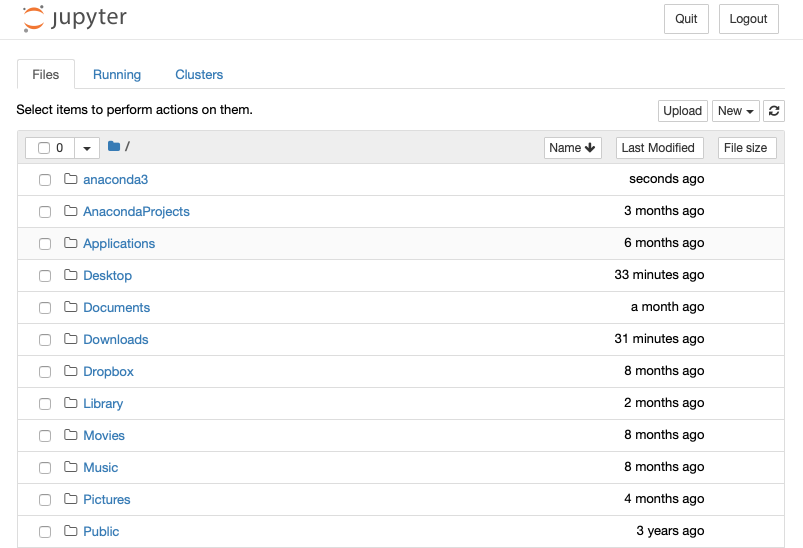 jupyter Quit Logout
Files Running Clusters
Select items to perform actions on them. Upload New
0 / Name Last Modified File size
anaconda3 seconds ago
AnacondaProjects 3 months ago
Applications 6 months ago
Desktop 33 minutes ago
Documents a month ago
Downloads 31 minutes ago
Dropbox 8 months ago
Library 2 months ago
Movies 8 months ago
Music 8 months ago
Pictures 4 months ago
Public 3 years ago